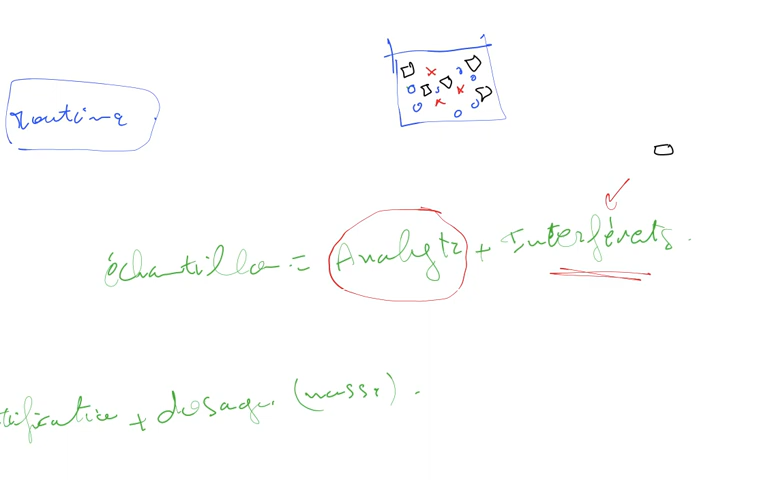 Routine
échantillon = Analyte + Interférents.
tification + dosage (masse).